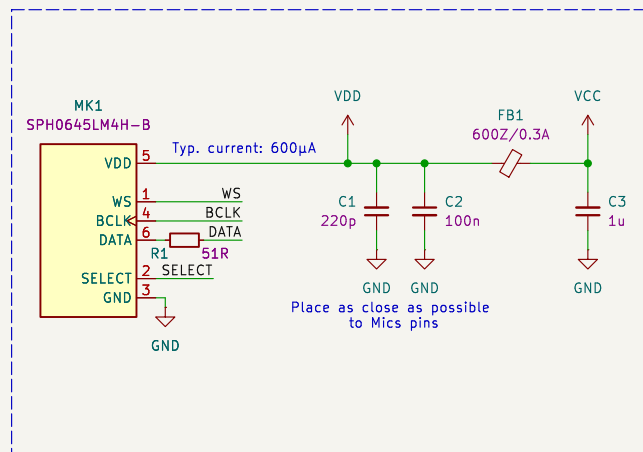 MK1
SPH0645LM4H-B
VDD
5
Typ. current: 600µA
WS
1
WS
BCLK
4
BCLK
DATA
6
DATA
R1
51R
SELECT
2
SELECT
GND
3
GND
VDD
FB1
600Z/0.3A
VCC
C1
220p
C2
100n
C3
1u
GND
GND
GND
Place as close as possible
to Mics pins